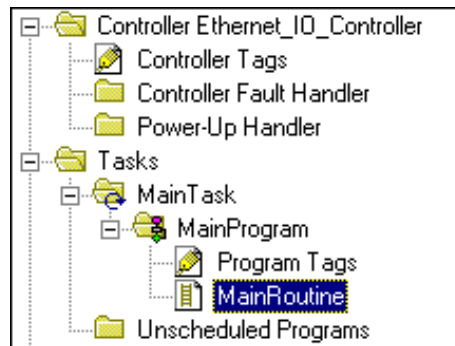 Controller Ethernet_IO_Controller
Controller Tags
Controller Fault Handler
Power-Up Handler
Tasks
MainTask
MainProgram
Program Tags
MainRoutine
Unscheduled Programs